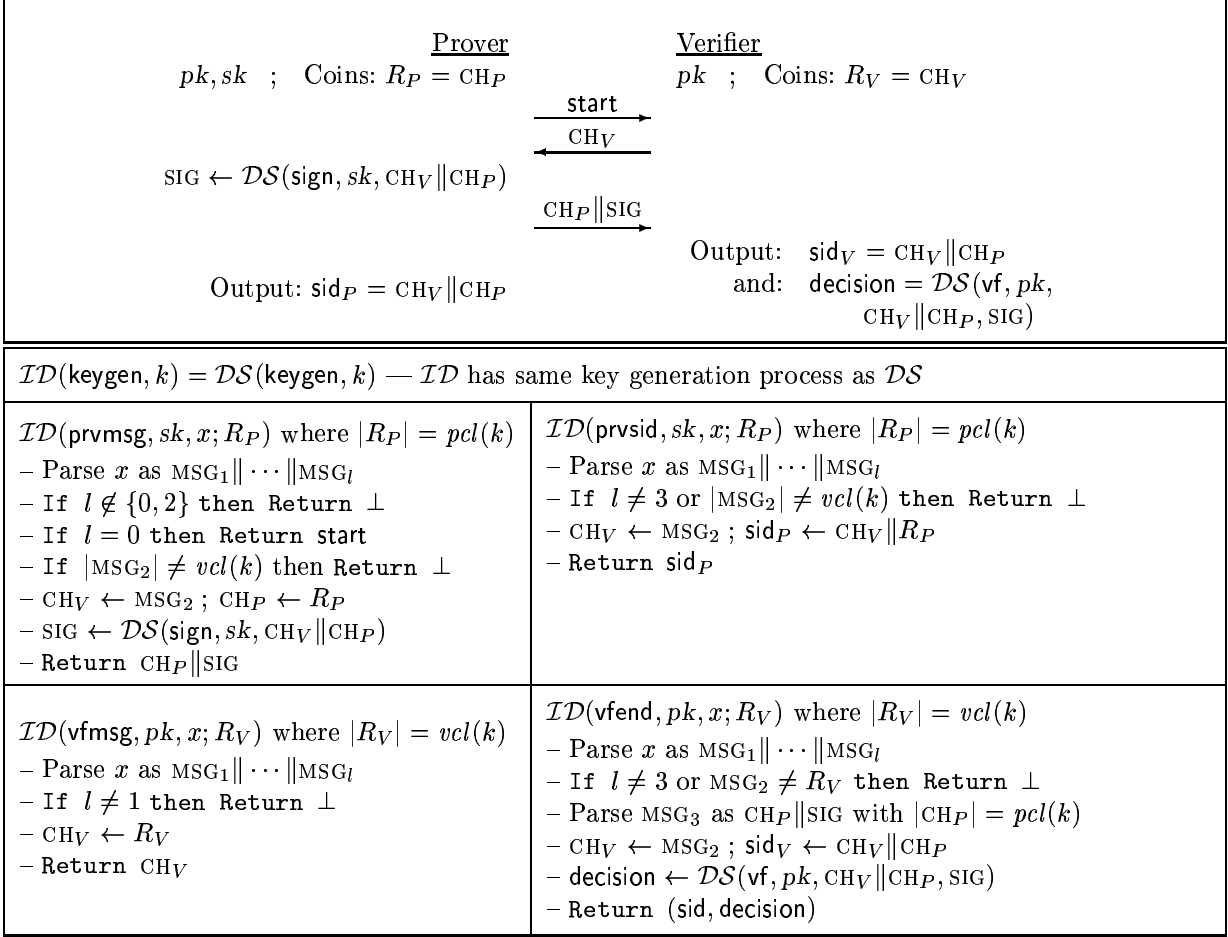 Prover Verifier
pk, sk ; Coins: R_P = CH_P pk ; Coins: R_V = CH_V
start
CH_V
SIG ← 𝒟𝒮(sign, sk, CH_V‖CH_P)
CH_P‖SIG
Output: sid_V = CH_V‖CH_P
Output: sid_P = CH_V‖CH_P and: decision = 𝒟𝒮(vf, pk,
CH_V‖CH_P, SIG)
ℐ𝒟(keygen, k) = 𝒟𝒮(keygen, k) — ℐ𝒟 has same key generation process as 𝒟𝒮
ℐ𝒟(prvmsg, sk, x; R_P) where |R_P| = pcl(k)
– Parse x as MSG_1‖ ··· ‖MSG_l
– If l ∉ {0, 2} then Return ⊥
– If l = 0 then Return start
– If |MSG_2| ≠ vcl(k) then Return ⊥
– CH_V ← MSG_2 ; CH_P ← R_P
– SIG ← 𝒟𝒮(sign, sk, CH_V‖CH_P)
– Return CH_P‖SIG
ℐ𝒟(prvsid, sk, x; R_P) where |R_P| = pcl(k)
– Parse x as MSG_1‖ ··· ‖MSG_l
– If l ≠ 3 or |MSG_2| ≠ vcl(k) then Return ⊥
– CH_V ← MSG_2 ; sid_P ← CH_V‖R_P
– Return sid_P
ℐ𝒟(vfmsg, pk, x; R_V) where |R_V| = vcl(k)
– Parse x as MSG_1‖ ··· ‖MSG_l
– If l ≠ 1 then Return ⊥
– CH_V ← R_V
– Return CH_V
ℐ𝒟(vfend, pk, x; R_V) where |R_V| = vcl(k)
– Parse x as MSG_1‖ ··· ‖MSG_l
– If l ≠ 3 or MSG_2 ≠ R_V then Return ⊥
– Parse MSG_3 as CH_P‖SIG with |CH_P| = pcl(k)
– CH_V ← MSG_2 ; sid_V ← CH_V‖CH_P
– decision ← 𝒟𝒮(vf, pk, CH_V‖CH_P, SIG)
– Return (sid, decision)